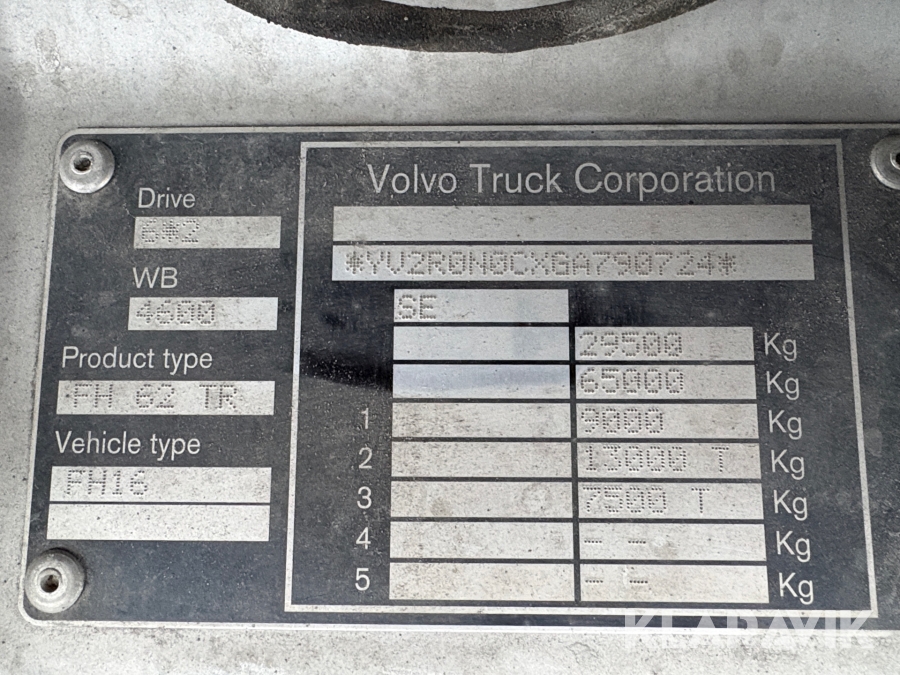 Volvo Truck Corporation
Drive
6*2
*YV2R0N0CXGA790724*
WB
4600
SE
29500 Kg
Product type
65000 Kg
FH 62 TR
1 9000 Kg
Vehicle type
2 13000 T Kg
FH16
3 7500 T Kg
4 -- -- Kg
5 -- -- Kg
KLARAVIK